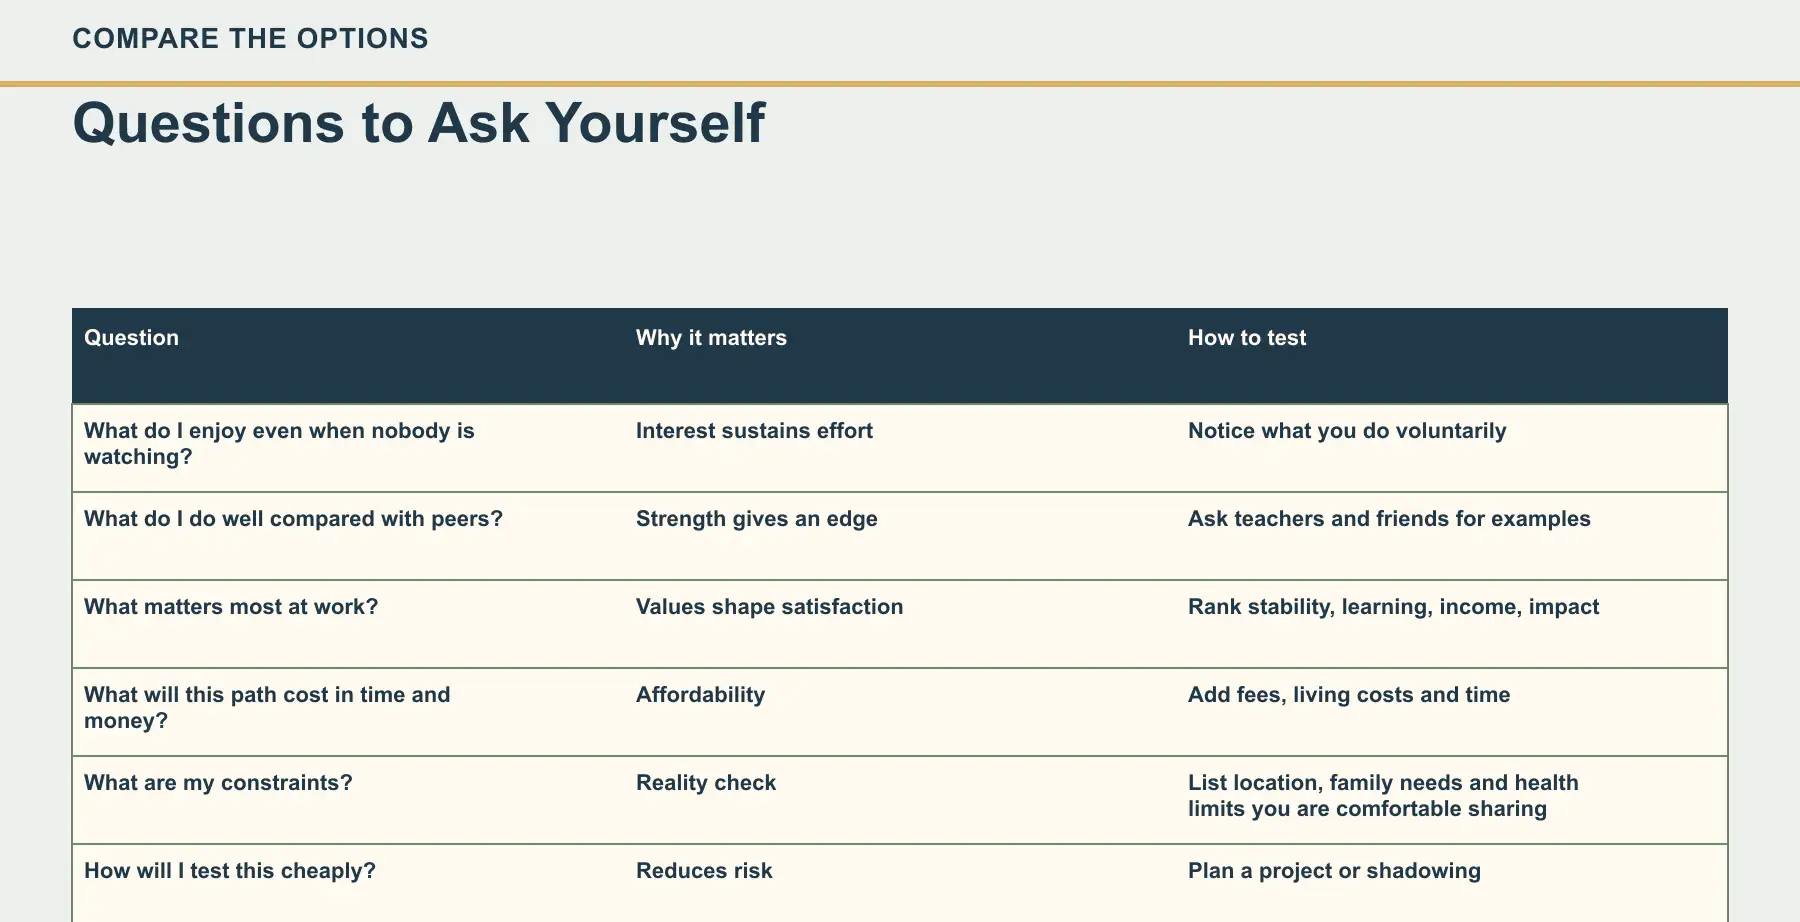 COMPARE THE OPTIONS
Questions to Ask Yourself
Question
Why it matters
How to test
What do I enjoy even when nobody is
watching?
Interest sustains effort
Notice what you do voluntarily
What do I do well compared with peers?
Strength gives an edge
Ask teachers and friends for examples
What matters most at work?
Values shape satisfaction
Rank stability, learning, income, impact
What will this path cost in time and
money?
Affordability
Add fees, living costs and time
What are my constraints?
Reality check
List location, family needs and health
limits you are comfortable sharing
How will I test this cheaply?
Reduces risk
Plan a project or shadowing